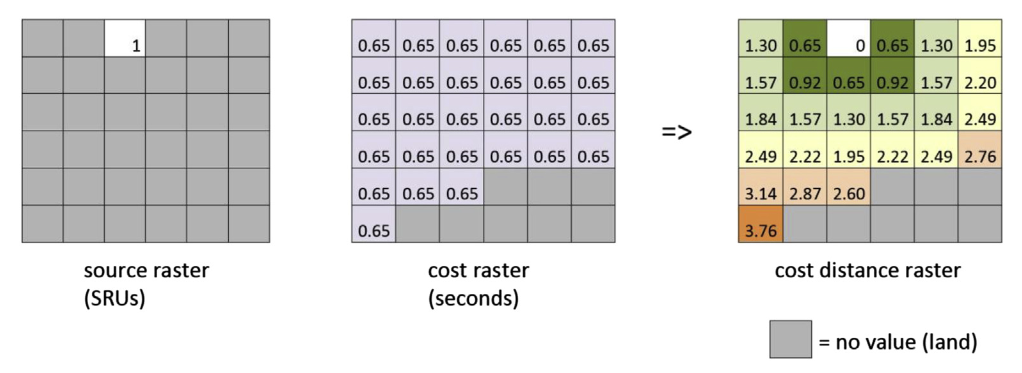 1
0.65 0.65 0.65 0.65 0.65 0.65
0.65 0.65 0.65 0.65 0.65 0.65
0.65 0.65 0.65 0.65 0.65 0.65
0.65 0.65 0.65 0.65 0.65 0.65
0.65 0.65 0.65
0.65
=>
1.30 0.65 0 0.65 1.30 1.95
1.57 0.92 0.65 0.92 1.57 2.20
1.84 1.57 1.30 1.57 1.84 2.49
2.49 2.22 1.95 2.22 2.49 2.76
3.14 2.87 2.60
3.76
source raster
(SRUs)
cost raster
(seconds)
cost distance raster
= no value (land)